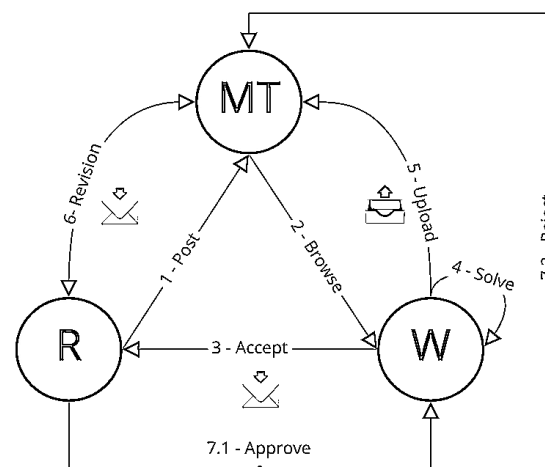 MT
6- Revision
5 - Upload
1 - Post
2 - Browse
4 - Solve
R
W
3 - Accept
7.1 - Approve